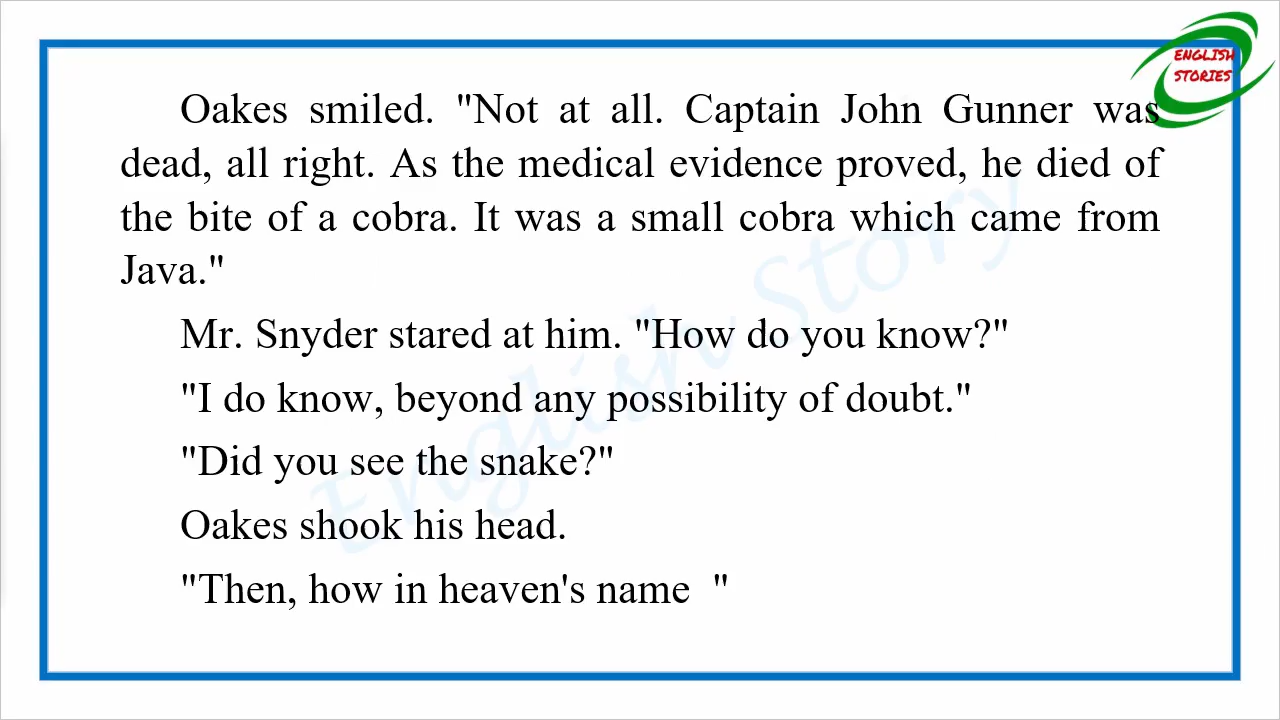 ENGLISH
STORIES
Oakes smiled. "Not at all. Captain John Gunner was
dead, all right. As the medical evidence proved, he died of
the bite of a cobra. It was a small cobra which came from
Java."
Mr. Snyder stared at him. "How do you know?"
"I do know, beyond any possibility of doubt."
"Did you see the snake?"
Oakes shook his head.
"Then, how in heaven's name  "
English Story